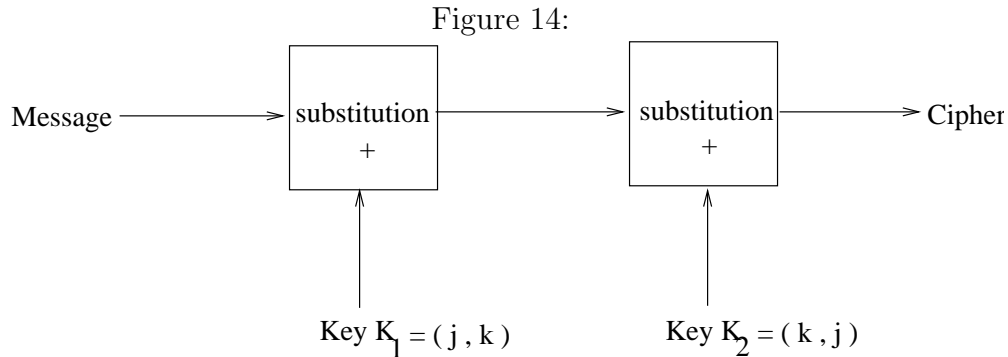 Figure 14:
Message substitution substitution Cipher
+ +
Key K1 = ( j , k ) Key K2 = ( k , j )